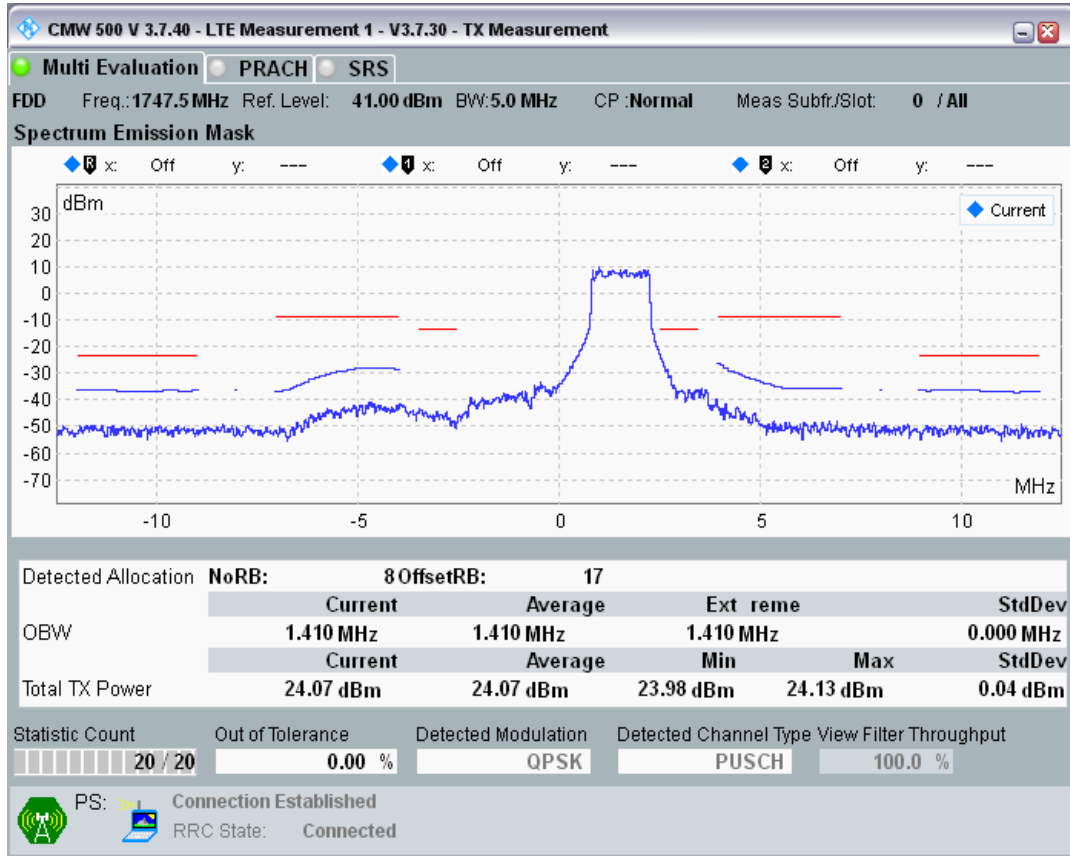 CMW 500 V 3.7.40 - LTE Measurement 1 - V3.7.30 - TX Measurement
Multi Evaluation PRACH SRS
FDD Freq.: 1747.5 MHz Ref. Level: 41.00 dBm BW: 5.0 MHz CP : Normal Meas Subfr./Slot: 0 / All
Spectrum Emission Mask
R x: Off y: --- 1 x: Off y: --- 2 x: Off y: ---
dBm
Current
30
20
10
0
-10
-20
-30
-40
-50
-60
-70
MHz
-10 -5 0 5 10
Detected Allocation NoRB: 8 OffsetRB: 17
Current Average Ext reme StdDev
OBW 1.410 MHz 1.410 MHz 1.410 MHz 0.000 MHz
Current Average Min Max StdDev
Total TX Power 24.07 dBm 24.07 dBm 23.98 dBm 24.13 dBm 0.04 dBm
Statistic Count Out of Tolerance Detected Modulation Detected Channel Type View Filter Throughput
20 / 20 0.00 % QPSK PUSCH 100.0 %
PS: Connection Established
RRC State: Connected